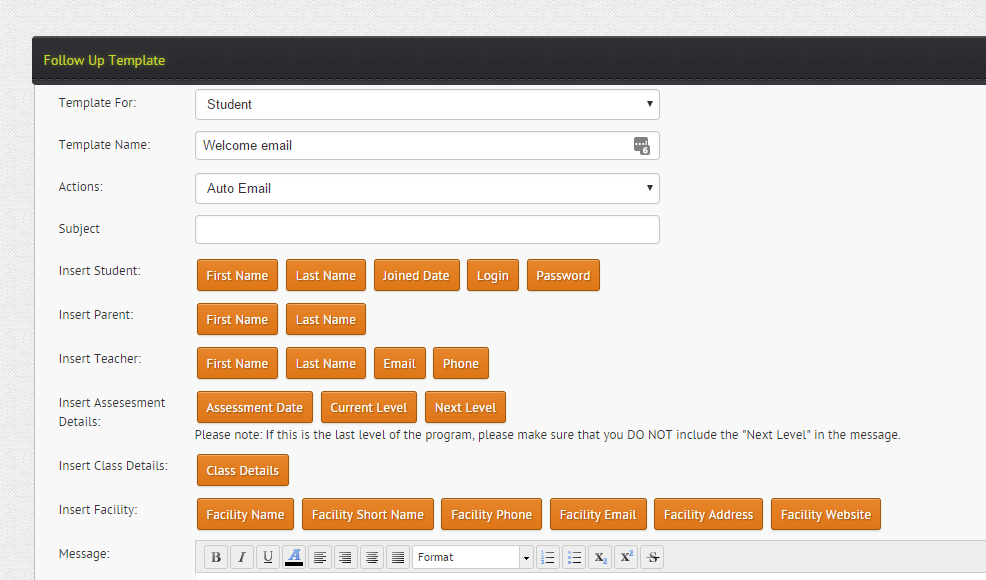 Follow Up Template
Template For: Student
Template Name: Welcome email 6
Actions: Auto Email
Subject
Insert Student: First Name Last Name Joined Date Login Password
Insert Parent: First Name Last Name
Insert Teacher: First Name Last Name Email Phone
Insert Assesesment Assessment Date Current Level Next Level
Details:
Please note: If this is the last level of the program, please make sure that you DO NOT include the "Next Level" in the message.
Insert Class Details: Class Details
Insert Facility: Facility Name Facility Short Name Facility Phone Facility Email Facility Address Facility Website
Message: B I U A Format X2 X2 S